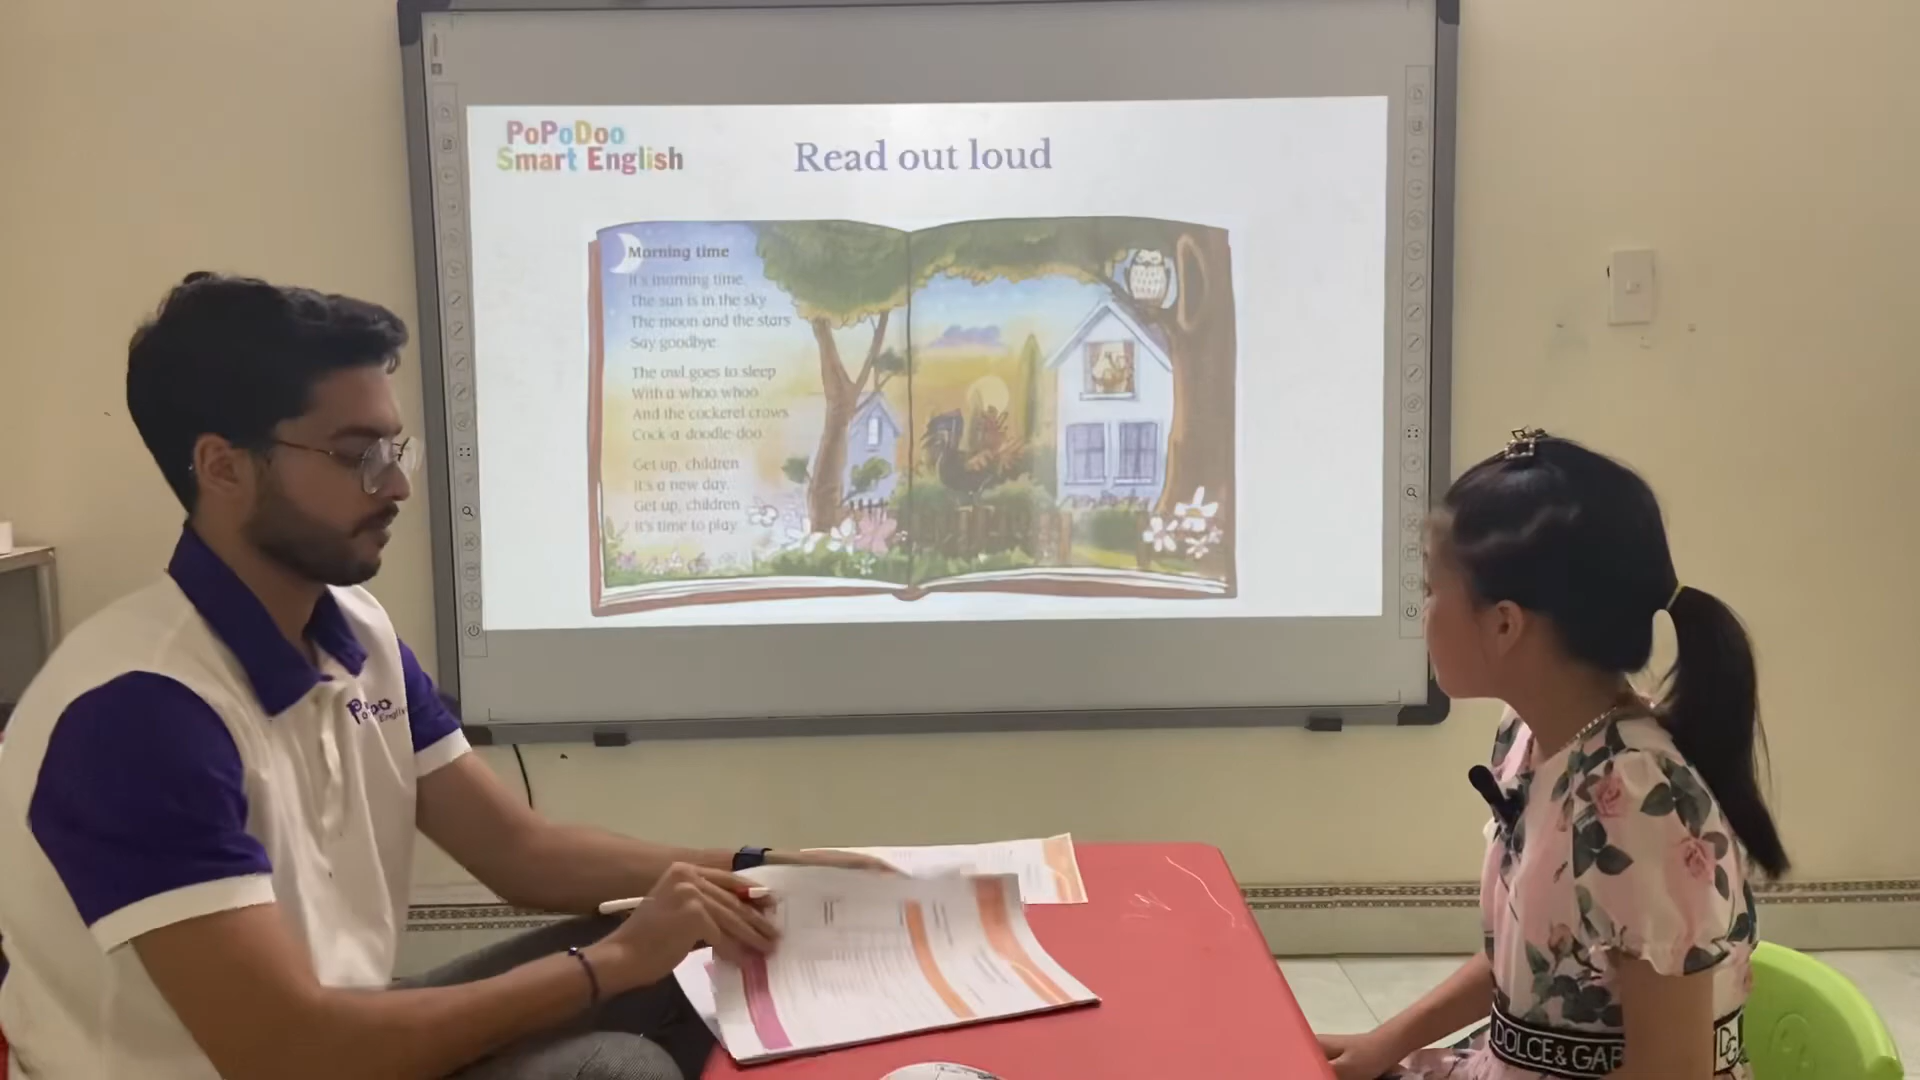 PoPoDoo
Smart English
Read out loud
Morning time
It's morning time
The sun is in the sky
The moon and the stars
Say goodbye
The owl goes to sleep
With a whoo whoo
And the cockerel crows
Cock-a-doodle-doo
Get up, children
It's a new day,
Get up, children
It's time to play
DOLCE & GAB
DG